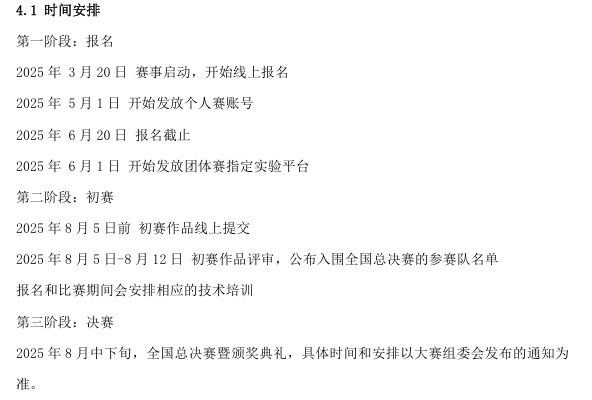 4.1 时间安排
第一阶段：报名
2025 年 3 月 20 日 赛事启动，开始线上报名
2025 年 5 月 1 日 开始发放个人赛账号
2025 年 6 月 20 日 报名截止
2025 年 6 月 1 日 开始发放团体赛指定实验平台
第二阶段：初赛
2025 年 8 月 5 日前 初赛作品线上提交
2025 年 8 月 5 日-8 月 12 日 初赛作品评审，公布入围全国总决赛的参赛队名单
报名和比赛期间会安排相应的技术培训
第三阶段：决赛
2025 年 8 月中下旬，全国总决赛暨颁奖典礼，具体时间和安排以大赛组委会发布的通知为
准。